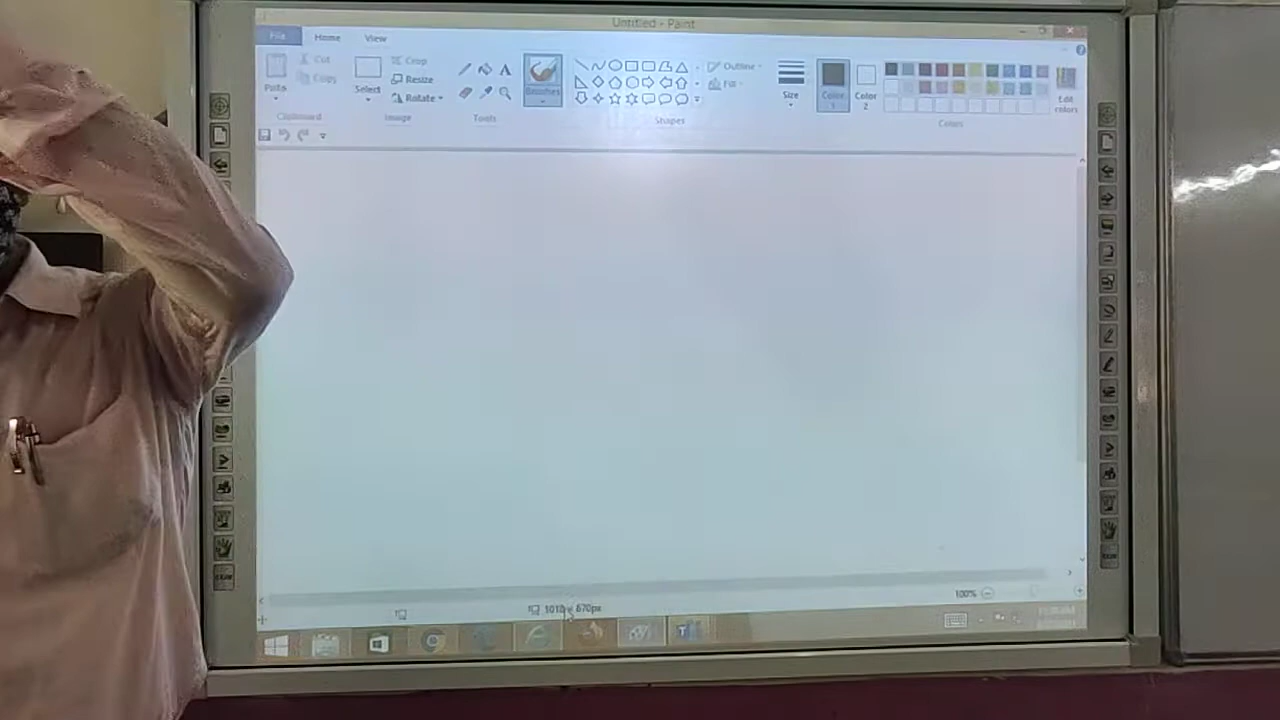 Untitled - Paint
File Home View
Paste
Cut
Copy
Clipboard
Select
Crop
Resize
Rotate
Image
A
Tools
Brushes
Shapes
Outline
Fill
Size
Color 1
Color 2
Colors
Edit colors
100%